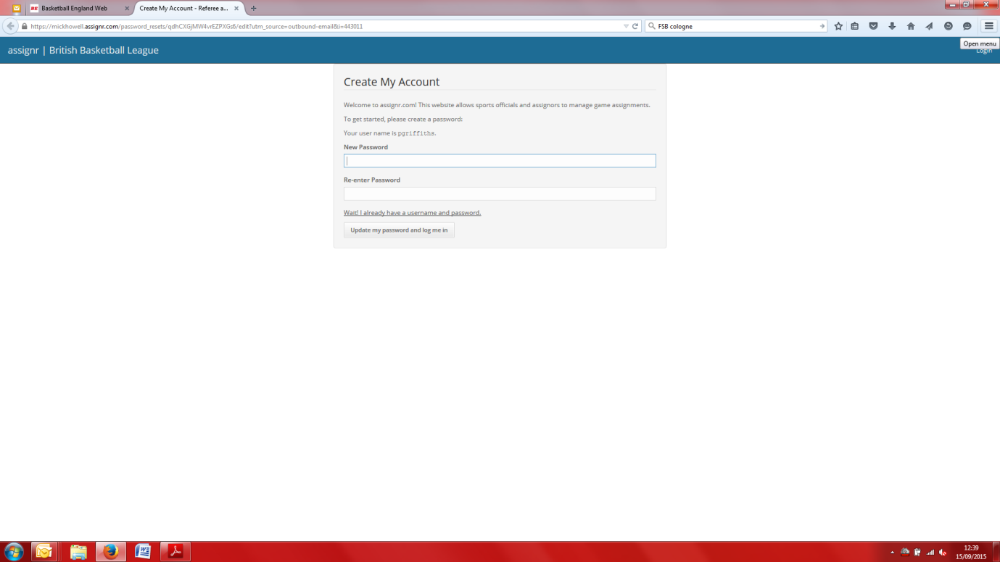 BE Basketball England Web
Create My Account - Referee a...
https://mickhowell.assignr.com/password_resets/qdhCXGjMW4vrEZPXGs6/edit?utm_source=outbound-email&i=443011
FSB cologne
Open menu
assignr | British Basketball League
Login
Create My Account
Welcome to assignr.com! This website allows sports officials and assignors to manage game assignments.
To get started, please create a password:
Your user name is pgriffiths.
New Password
Re-enter Password
Wait! I already have a username and password.
Update my password and log me in
12:39
15/09/2015